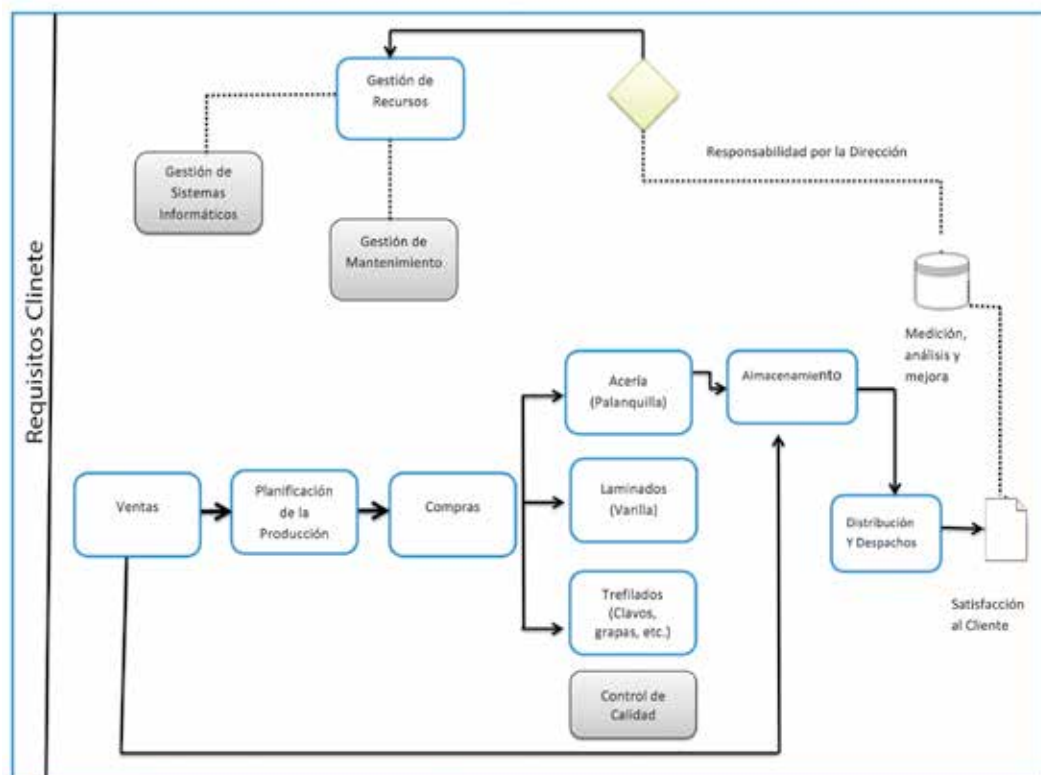 Requisitos Clinete
Gestión de
Recursos
Responsabilidad por la Dirección
Gestión de
Sistemas
Informáticos
Gestión de
Mantenimiento
Medición,
análisis y
mejora
Acería
(Palanquilla)
Almacenamiento
Ventas
Planificación
de la
Producción
Compras
Laminados
(Varilla)
Distribución
Y Despachos
Trefilados
(Clavos,
grapas, etc.)
Satisfacción
al Cliente
Control de
Calidad